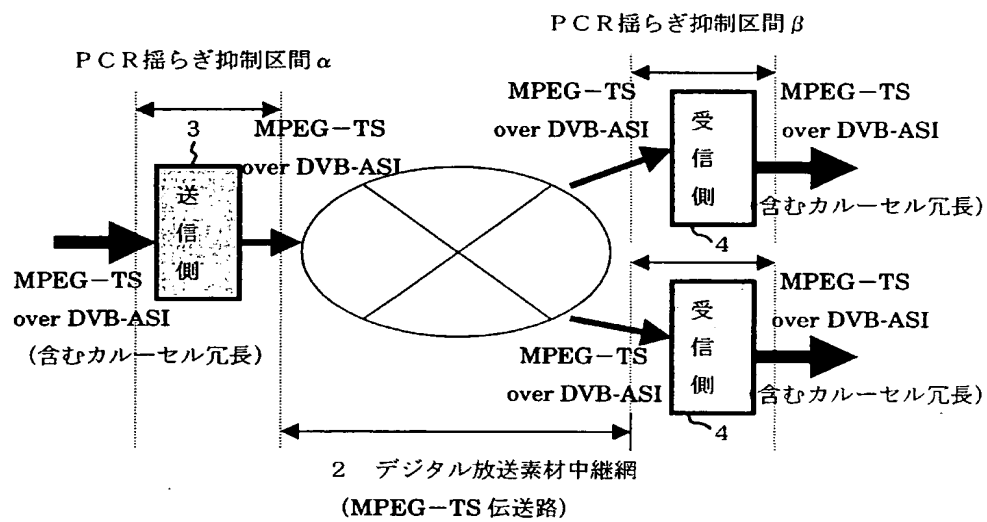 PCR揺らぎ抑制区間β
PCR揺らぎ抑制区間α
3
MPEG-TS
over DVB-ASI
送
信
側
MPEG-TS
over DVB-ASI
(含むカルーセル冗長)
MPEG-TS
over DVB-ASI
受
信
側
4
MPEG-TS
over DVB-ASI
(含むカルーセル冗長)
MPEG-TS
over DVB-ASI
受
信
側
4
MPEG-TS
over DVB-ASI
(含むカルーセル冗長)
2 デジタル放送素材中継網
(MPEG-TS 伝送路)